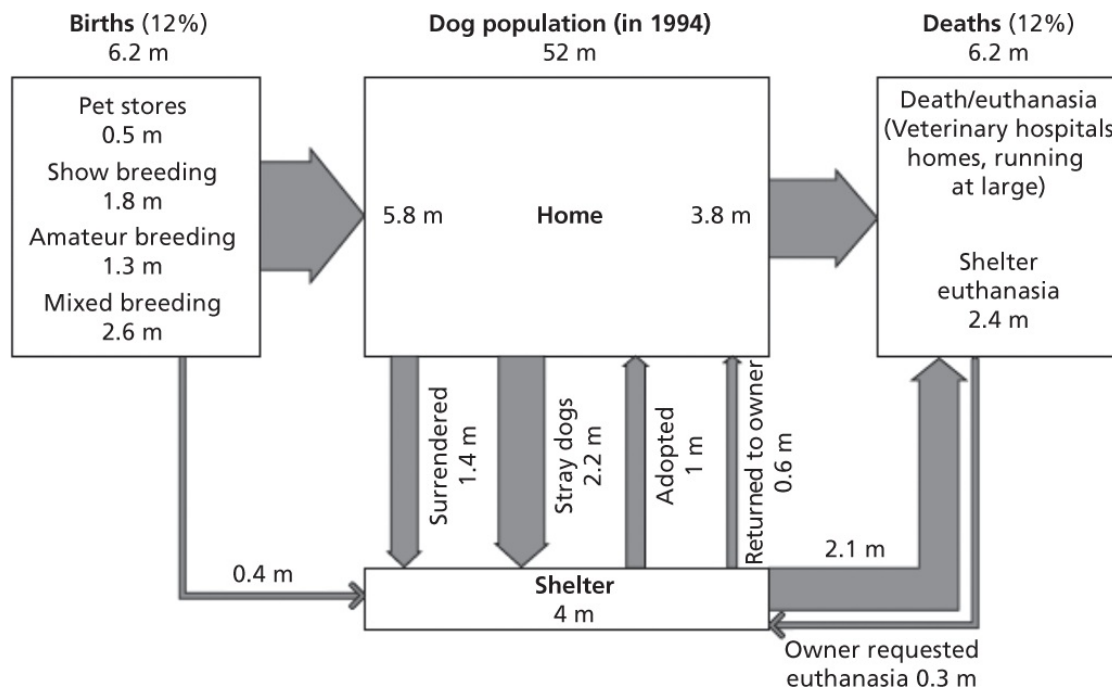 Births (12%)
6.2 m
Dog population (in 1994)
52 m
Deaths (12%)
6.2 m
Pet stores
0.5 m
Show breeding
1.8 m
Amateur breeding
1.3 m
Mixed breeding
2.6 m
5.8 m
Home
3.8 m
Death/euthanasia
(Veterinary hospitals
homes, running
at large)
Shelter
euthanasia
2.4 m
Surrendered
1.4 m
Stray dogs
2.2 m
Adopted
1 m
Returned to owner
0.6 m
0.4 m
Shelter
4 m
2.1 m
Owner requested
euthanasia 0.3 m